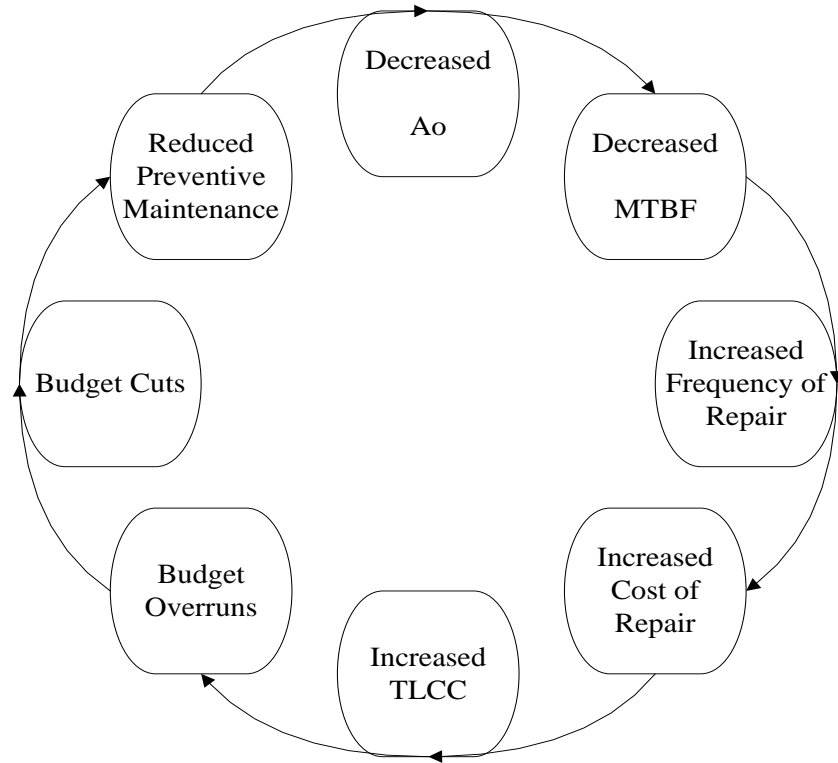 Decreased
Ao
Decreased
MTBF
Increased
Frequency of
Repair
Increased
Cost of
Repair
Increased
TLCC
Budget
Overruns
Budget Cuts
Reduced
Preventive
Maintenance